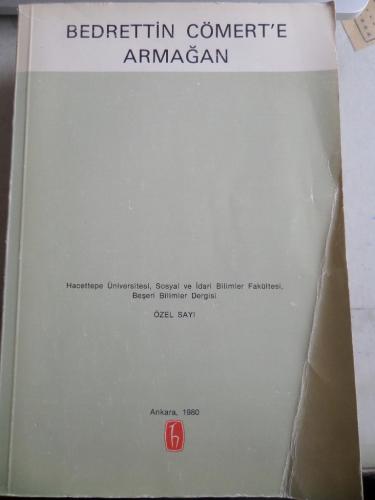 BEDRETTİN CÖMERT'E
ARMAĞAN
Hacettepe Üniversitesi, Sosyal ve İdari Bilimler Fakültesi,
Beşeri Bilimler Dergisi
ÖZEL SAYI
Ankara, 1980